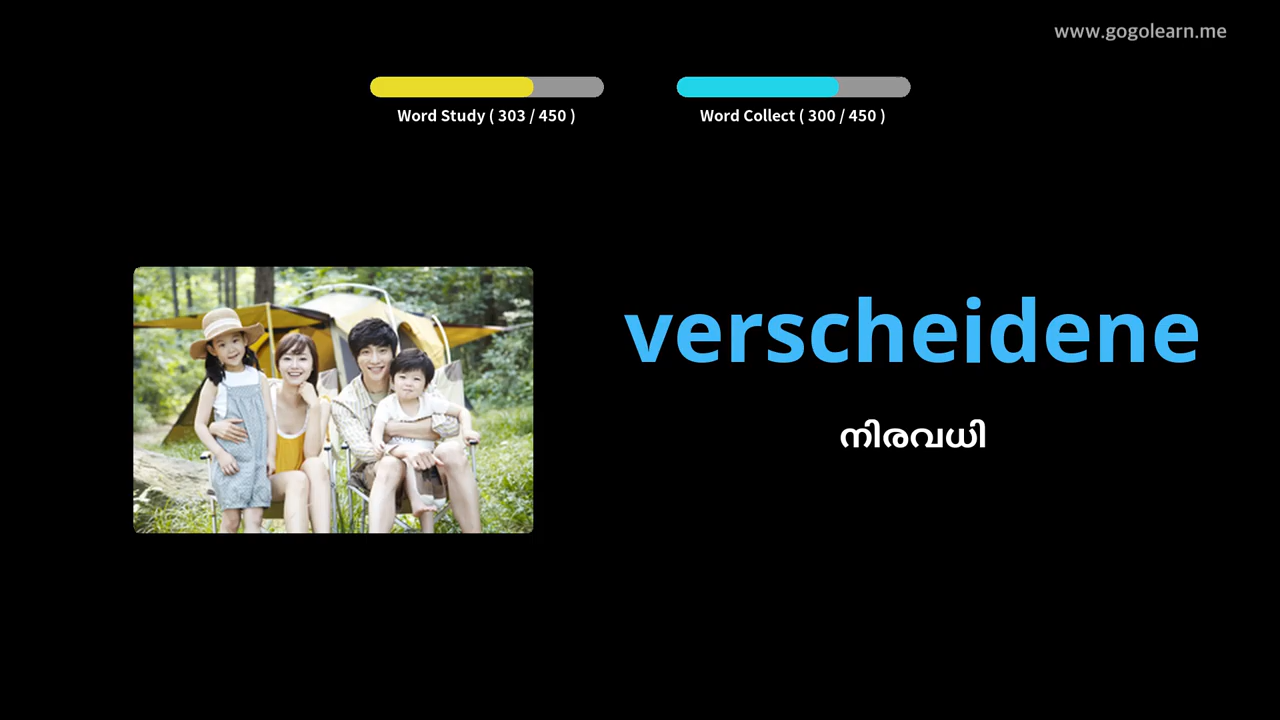 www.gogolearn.me
Word Study ( 303 / 450 )
Word Collect ( 300 / 450 )
verscheidene
നിരവധി